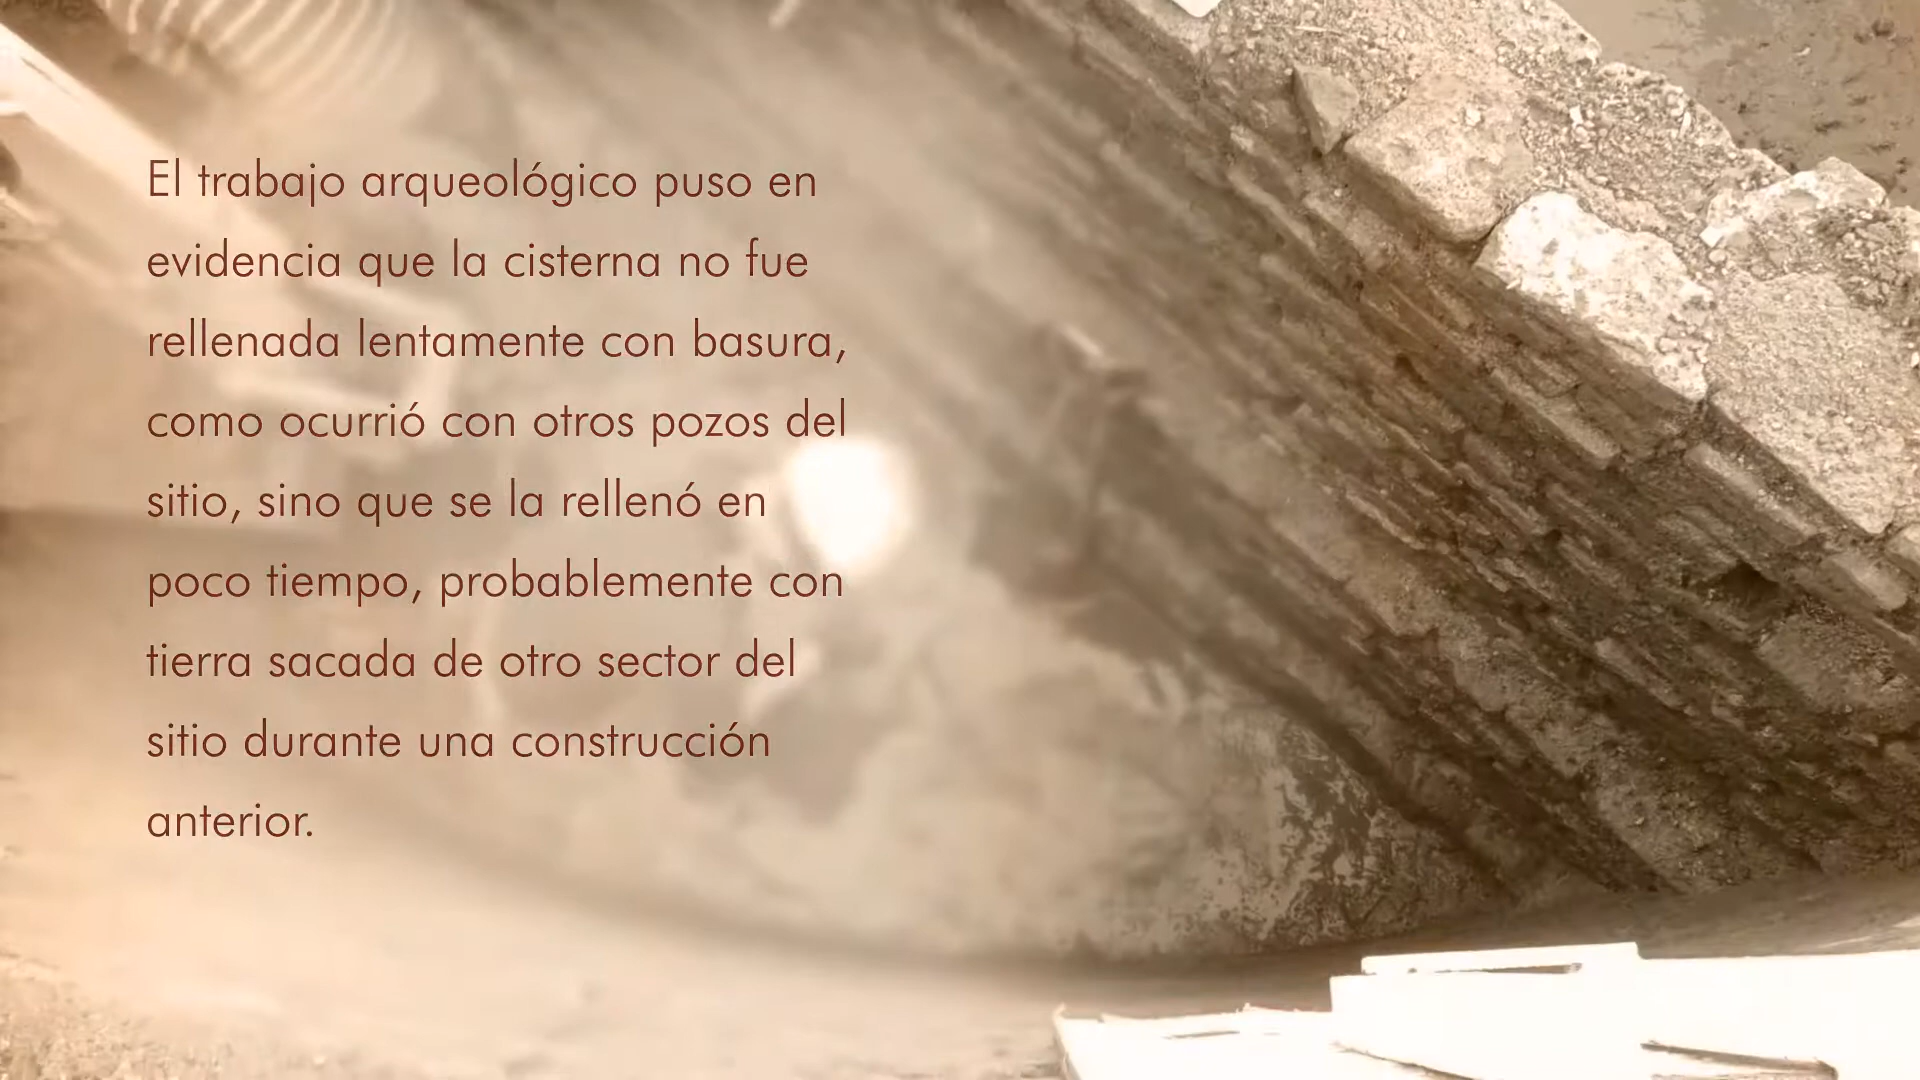 El trabajo arqueológico puso en
evidencia que la cisterna no fue
rellenada lentamente con basura,
como ocurrió con otros pozos del
sitio, sino que se la rellenó en
poco tiempo, probablemente con
tierra sacada de otro sector del
sitio durante una construcción
anterior.